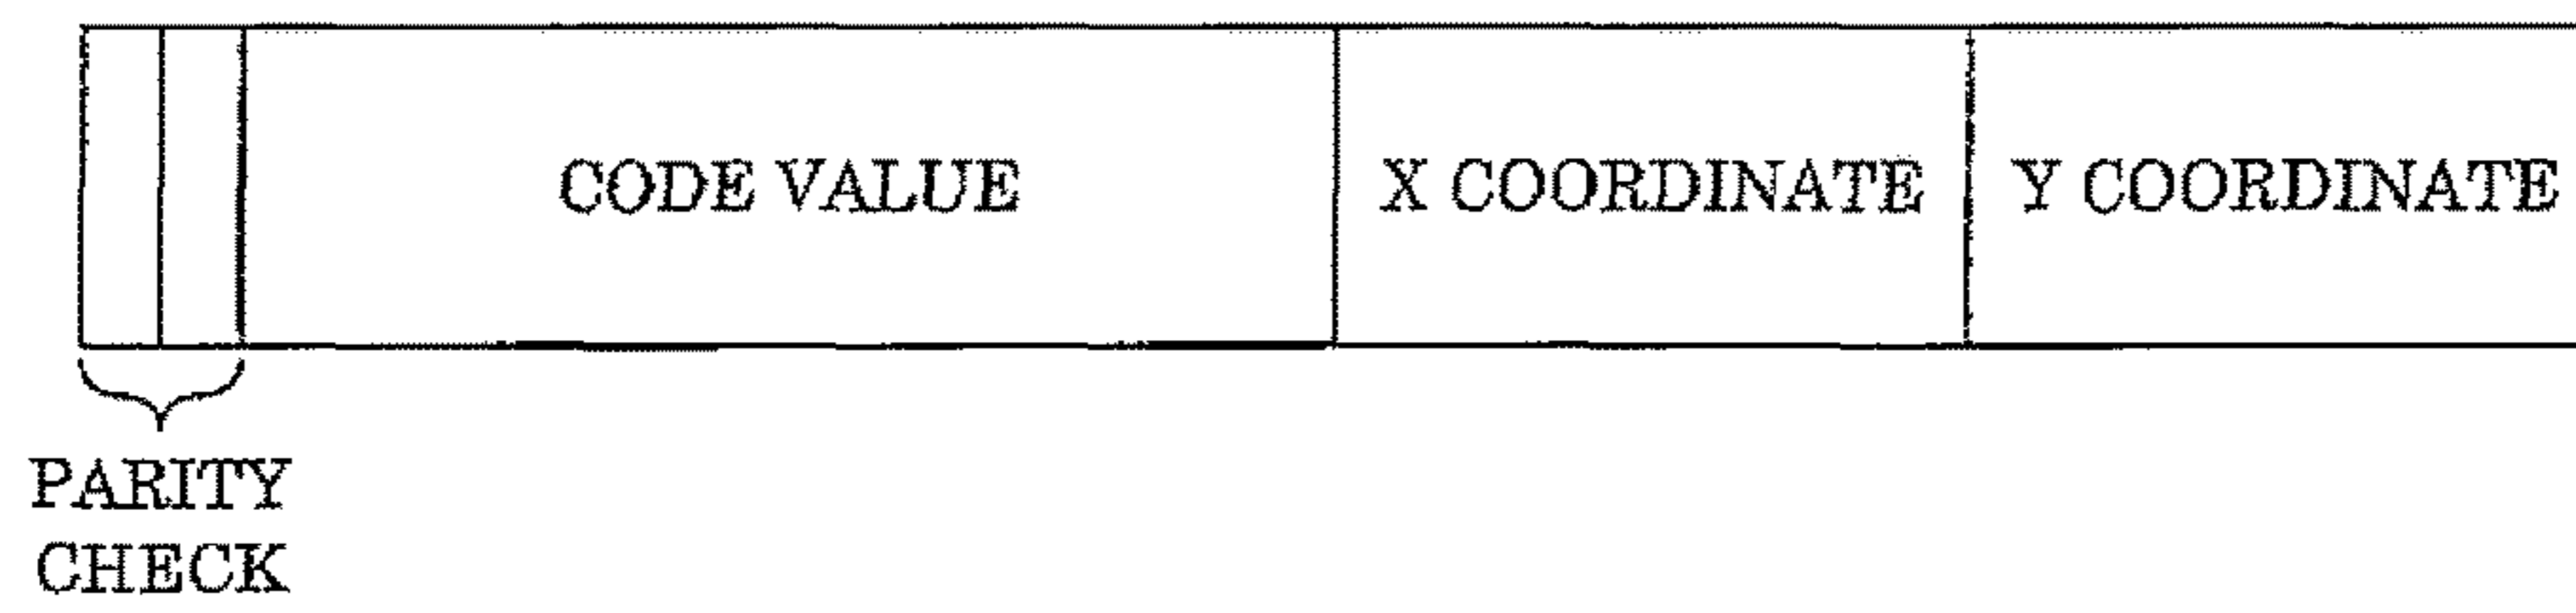 CODE VALUE
X COORDINATE
Y COORDINATE
PARITY
CHECK